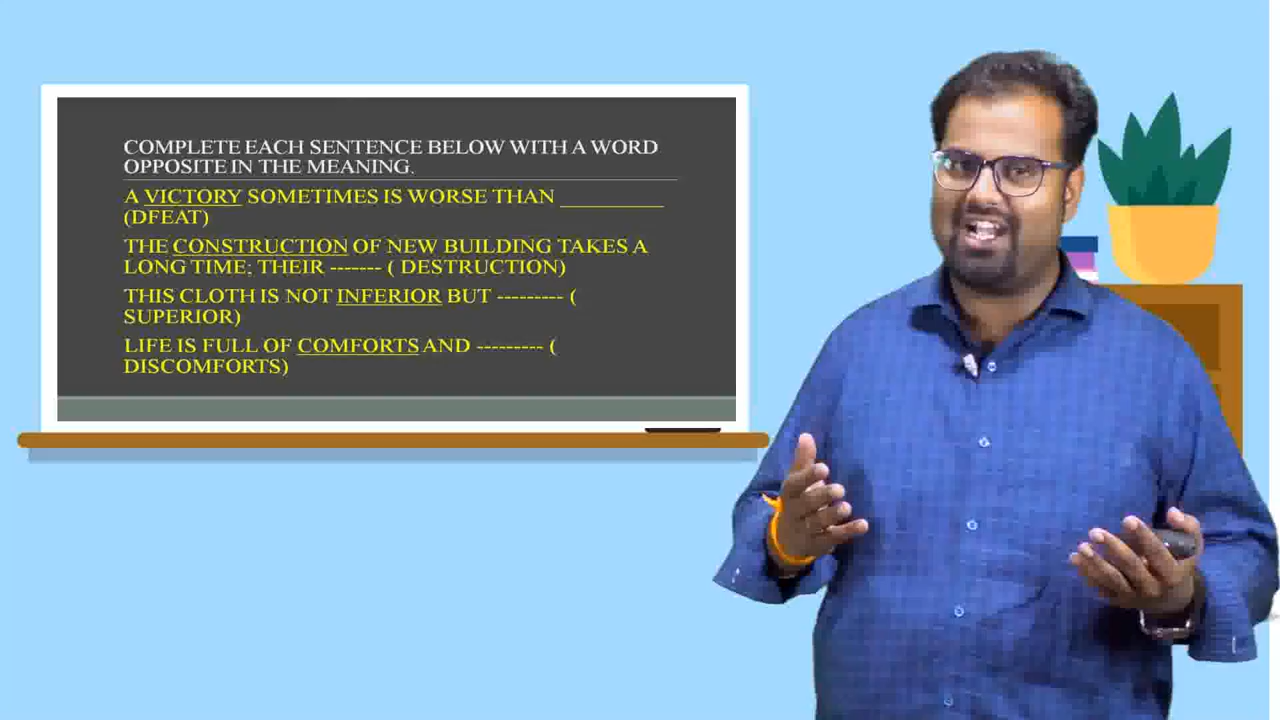 COMPLETE EACH SENTENCE BELOW WITH A WORD
OPPOSITE IN THE MEANING.
A VICTORY SOMETIMES IS WORSE THAN __________
(DFEAT)
THE CONSTRUCTION OF NEW BUILDING TAKES A
LONG TIME; THEIR ------- ( DESTRUCTION)
THIS CLOTH IS NOT INFERIOR BUT --------- (
SUPERIOR)
LIFE IS FULL OF COMFORTS AND --------- (
DISCOMFORTS)